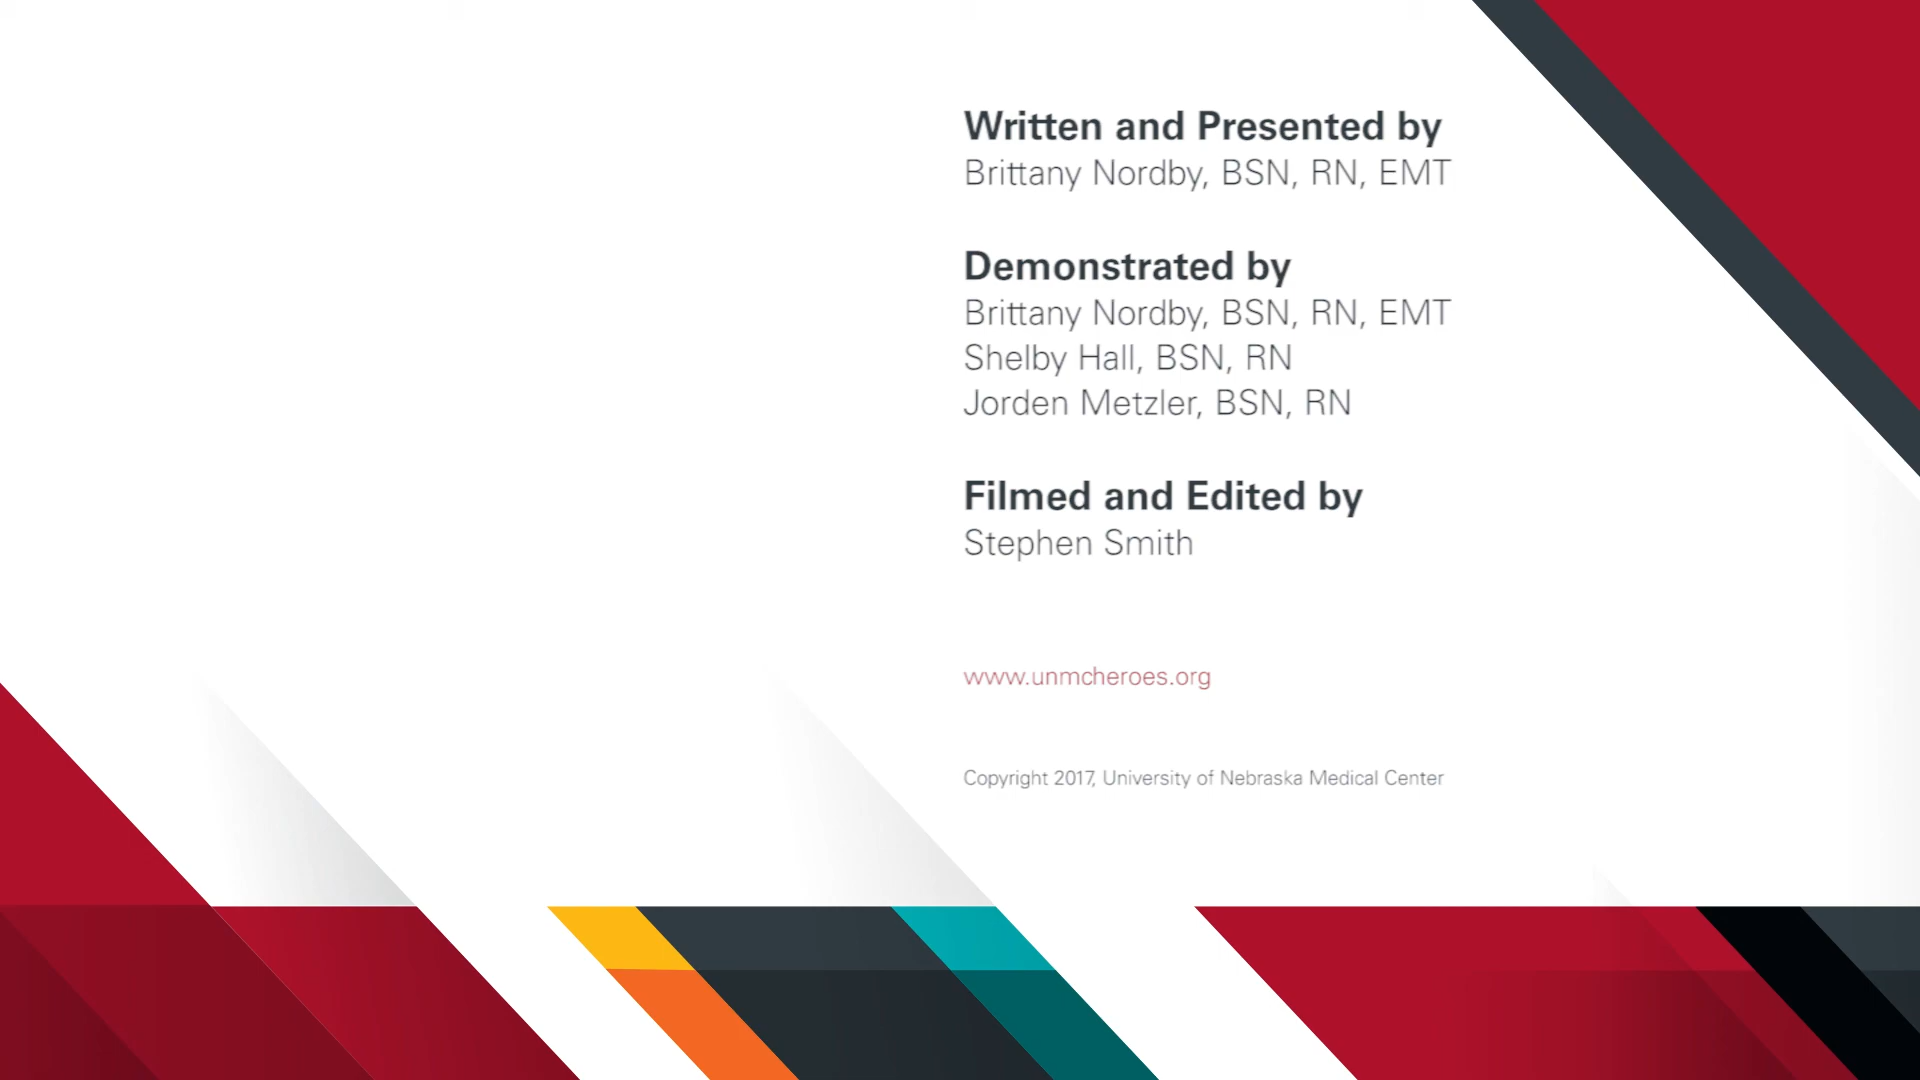 Written and Presented by
Brittany Nordby, BSN, RN, EMT
Demonstrated by
Brittany Nordby, BSN, RN, EMT
Shelby Hall, BSN, RN
Jorden Metzler, BSN, RN
Filmed and Edited by
Stephen Smith
www.unmcheroes.org
Copyright 2017, University of Nebraska Medical Center